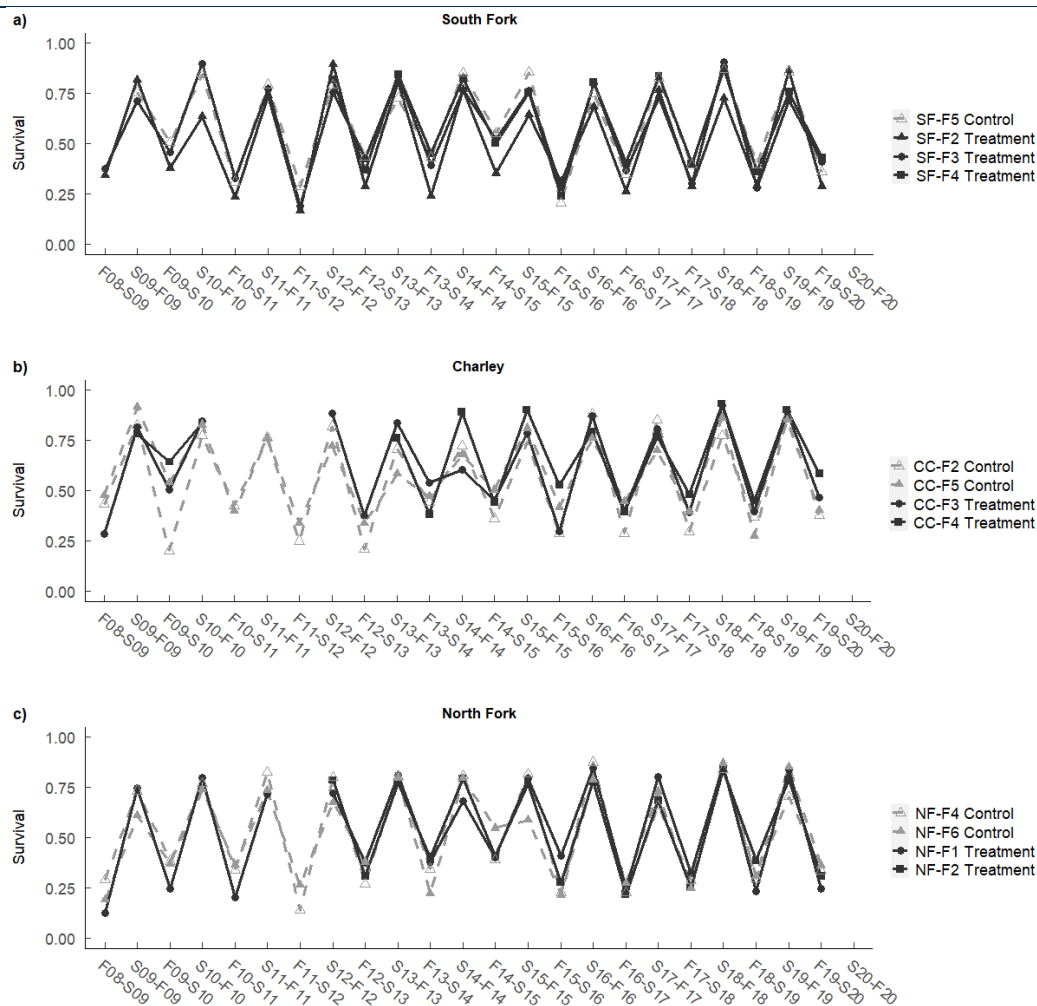 a)
South Fork
1.00
0.75
0.50
0.25
0.00
Survival
F08-S09
S09-F09
F09-S10
S10-F10
F10-S11
S11-F11
F11-S12
S12-F12
F12-S13
S13-F13
F13-S14
S14-F14
F14-S15
S15-F15
F15-S16
S16-F16
F16-S17
S17-F17
F17-S18
S18-F18
F18-S19
S19-F19
F19-S20
S20-F20
SF-F5 Control
SF-F2 Treatment
SF-F3 Treatment
SF-F4 Treatment
b)
Charley
1.00
0.75
0.50
0.25
0.00
Survival
F08-S09
S09-F09
F09-S10
S10-F10
F10-S11
S11-F11
F11-S12
S12-F12
F12-S13
S13-F13
F13-S14
S14-F14
F14-S15
S15-F15
F15-S16
S16-F16
F16-S17
S17-F17
F17-S18
S18-F18
F18-S19
S19-F19
F19-S20
S20-F20
CC-F2 Control
CC-F5 Control
CC-F3 Treatment
CC-F4 Treatment
c)
North Fork
1.00
0.75
0.50
0.25
0.00
Survival
F08-S09
S09-F09
F09-S10
S10-F10
F10-S11
S11-F11
F11-S12
S12-F12
F12-S13
S13-F13
F13-S14
S14-F14
F14-S15
S15-F15
F15-S16
S16-F16
F16-S17
S17-F17
F17-S18
S18-F18
F18-S19
S19-F19
F19-S20
S20-F20
NF-F4 Control
NF-F6 Control
NF-F1 Treatment
NF-F2 Treatment